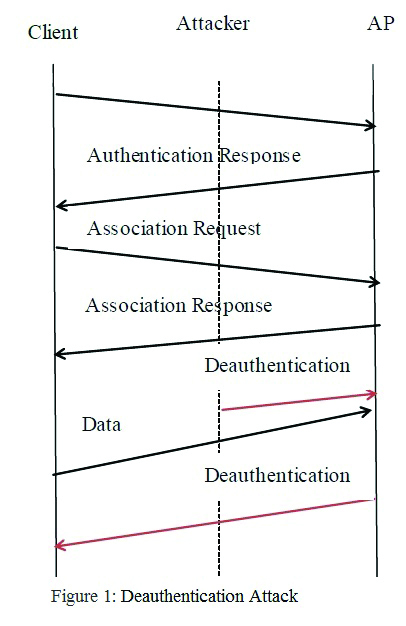 Client Attacker AP
Authentication Response
Association Request
Association Response
Deauthentication
Data
Deauthentication
Figure 1: Deauthentication Attack